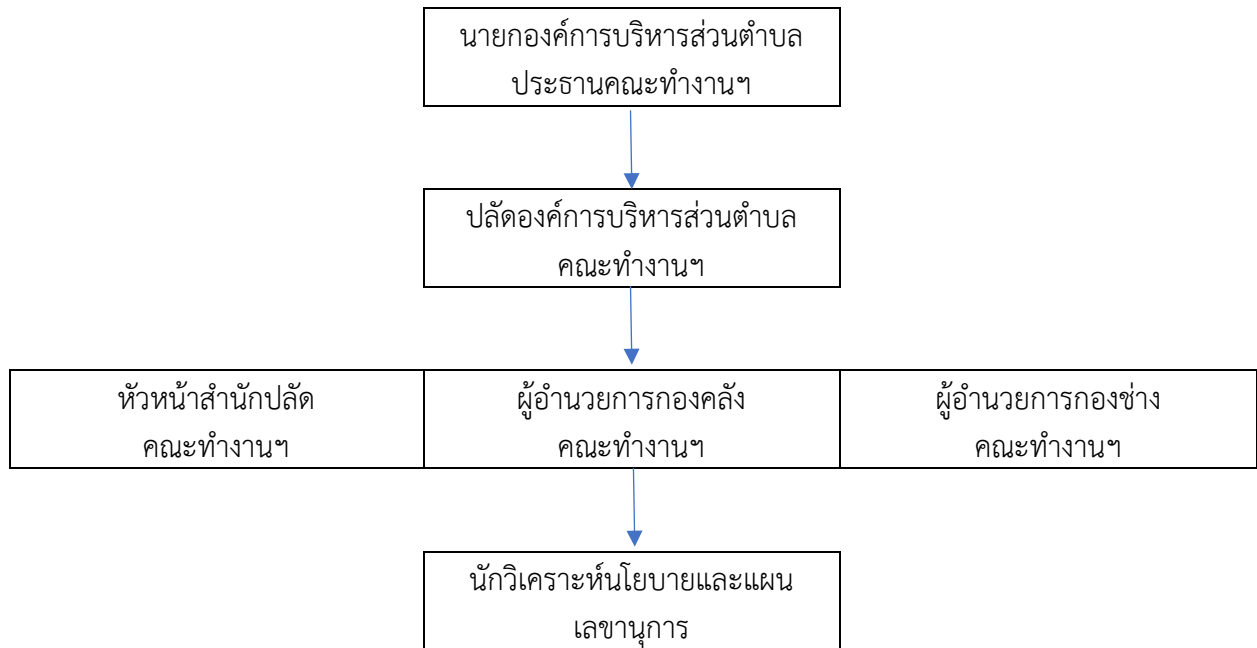 นายกองค์การบริหารส่วนตำบล
ประธานคณะทำงานฯ
ปลัดองค์การบริหารส่วนตำบล
คณะทำงานฯ
หัวหน้าสำนักปลัด
คณะทำงานฯ
ผู้อำนวยการกองคลัง
คณะทำงานฯ
ผู้อำนวยการกองช่าง
คณะทำงานฯ
นักวิเคราะห์นโยบายและแผน
เลขานุการ